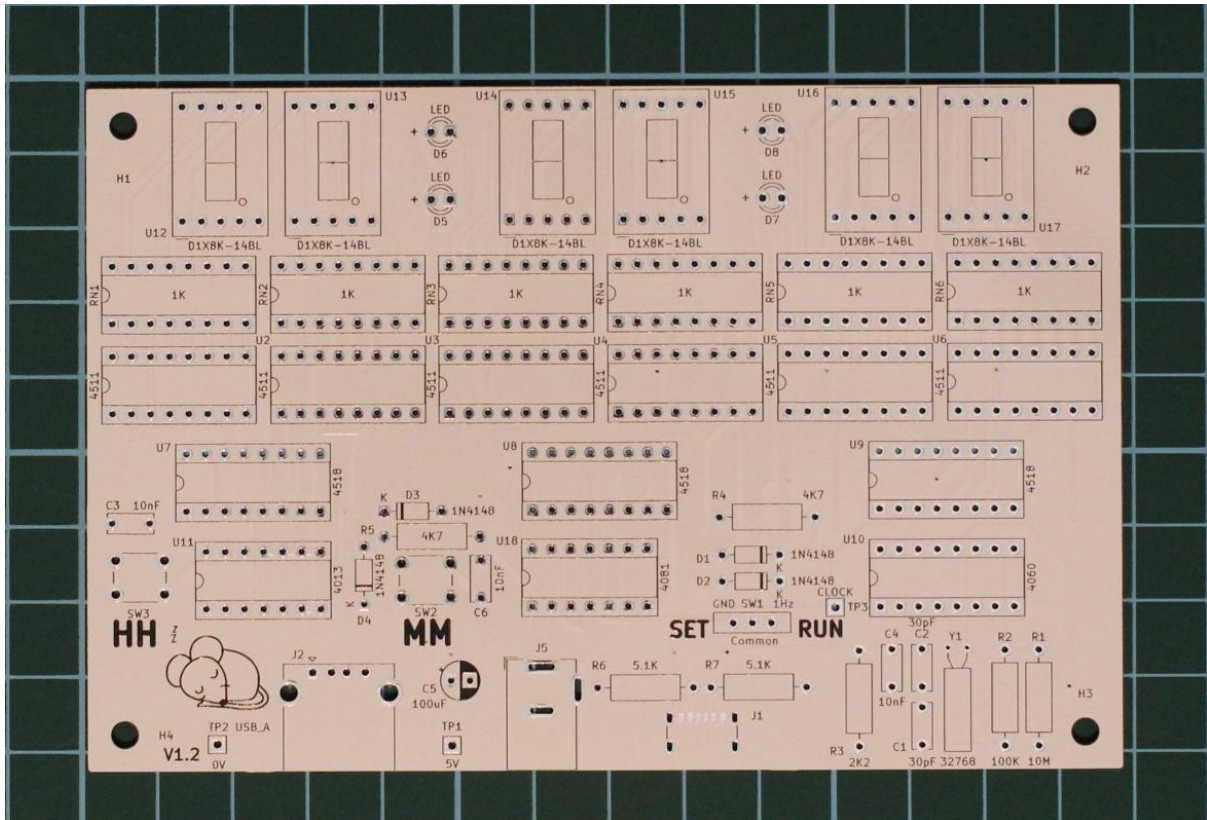 U13 LED U14 U15 LED U16
+ D6 + D8
H1 LED LED H2
+ D5 + D7
U12 D1X8K-14BL D1X8K-14BL D1X8K-14BL D1X8K-14BL D1X8K-14BL D1X8K-14BL U17
RN1 1K RN2 1K RN3 1K RN4 1K RN5 1K RN6 1K
U2 U3 U4 U5 U6
4511 4511 4511 4511 4511 4511
U7 4518 U8 4518 U9 4518
C3 10nF K D3 1N4148 R4 4K7
R5 4K7
U11 4013 U18 4081 U10 4060
1N4148 K D4 10nF C6 D1 1N4148 K
D2 1N4148 K
SW3 SW2 GND SW1 1Hz CLOCK TP3
HH z Z MM SET Common RUN 30pF
J2 J5 R6 5.1K R7 5.1K C4 C2 Y1 R2 R1
C5 100uF 10nF
J1 H3
H4 TP2 USB_A TP1
V1.2 0V 5V R3 2K2 C1 30pF 32768 100K 10M